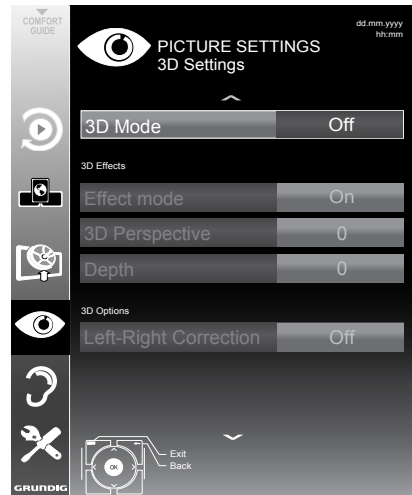 COMFORT
GUIDE
dd.mm.yyyy
hh:mm
PICTURE SETTINGS
3D Settings
3D Mode Off
3D Effects
Effect mode On
3D Perspective 0
Depth 0
3D Options
Left-Right Correction Off
Exit
Back
OK
GRUNDIG